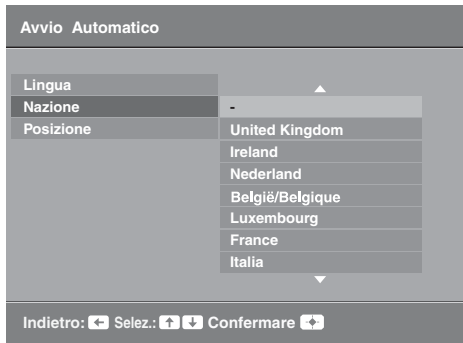 Avvio Automatico
Lingua
Nazione
Posizione
-
United Kingdom
Ireland
Nederland
België/Belgique
Luxembourg
France
Italia
Indietro: Selez.: Confermare